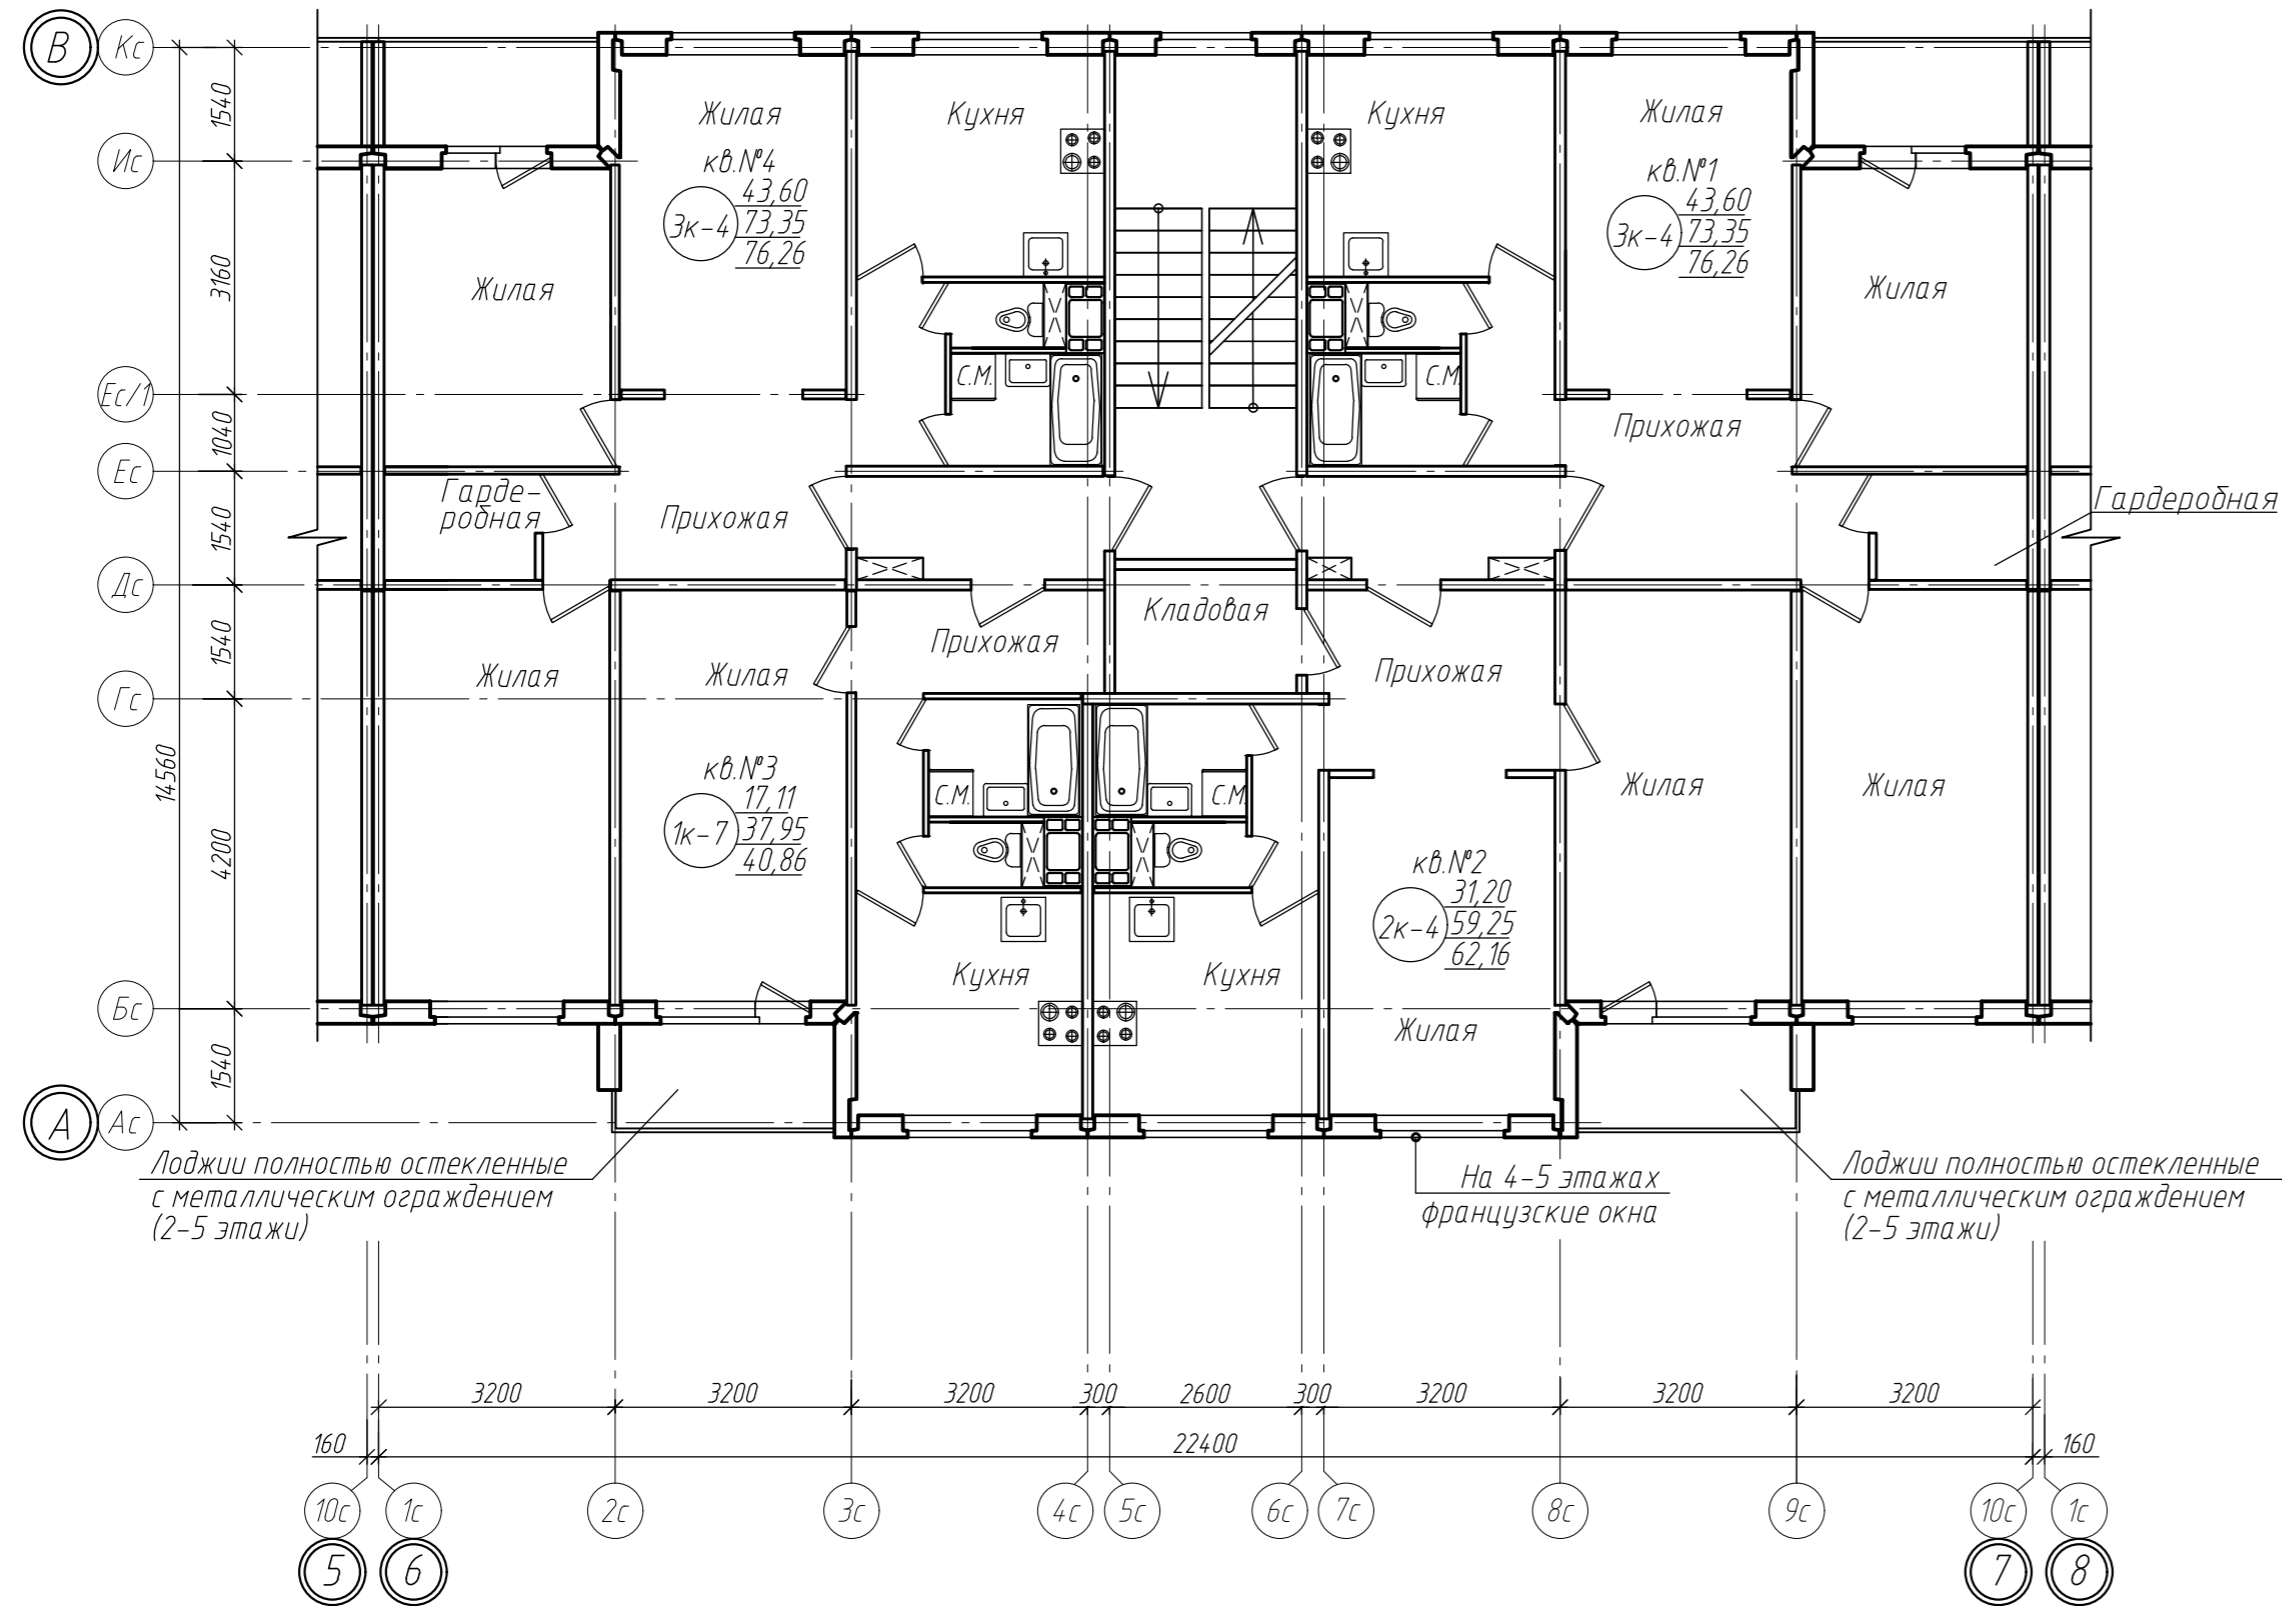 В Кс
Ис
Ес/1
Ес
Дс
Гс
Бс
А Ас
1540
3160
1040
1540
1540
4200
1540
14560
Жилая
Кухня
Кухня
Жилая
кв.№4
43,60
3к-4 73,35
76,26
кв.№1
43,60
3к-4 73,35
76,26
Жилая
Жилая
С.М.
С.М.
Прихожая
Гарде-
робная
Прихожая
Гардеробная
Кладовая
Прихожая
Прихожая
Жилая
Жилая
кв.№3
17,11
1к-7 37,95
40,86
С.М.
С.М.
Жилая
Жилая
кв.№2
31,20
2к-4 59,25
62,16
Кухня
Кухня
Жилая
Лоджии полностью остекленные
с металлическим ограждением
(2-5 этажи)
На 4-5 этажах
французские окна
Лоджии полностью остекленные
с металлическим ограждением
(2-5 этажи)
3200 3200 3200 300 2600 300 3200 3200 3200
160 22400 160
10с 1с 2с 3с 4с 5с 6с 7с 8с 9с 10с 1с
5 6 7 8